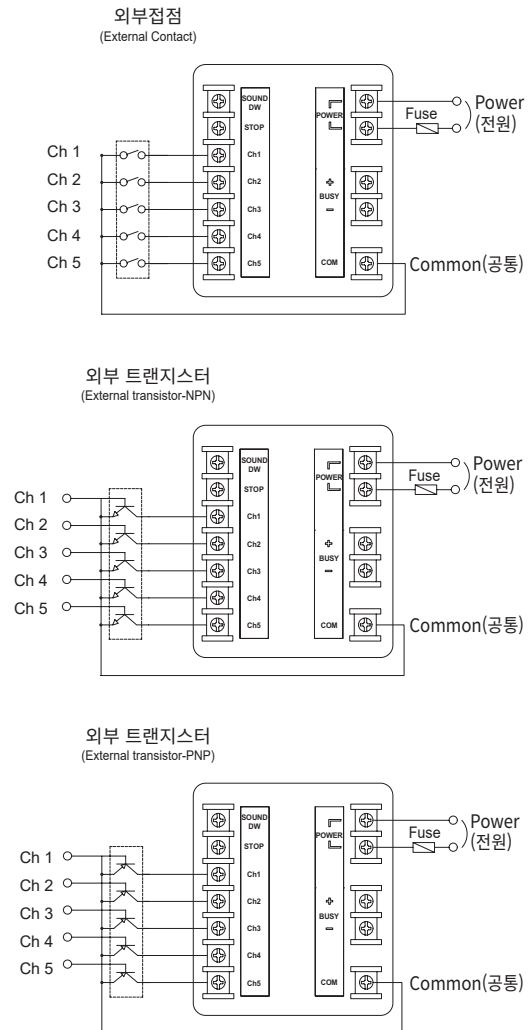 외부접점
(External Contact)
SOUND DW
STOP
Ch1
Ch2
Ch3
Ch4
Ch5
POWER
+
BUSY
−
COM
Ch 1
Ch 2
Ch 3
Ch 4
Ch 5
Fuse
Power
(전원)
Common(공통)
외부 트랜지스터
(External transistor-NPN)
SOUND DW
STOP
Ch1
Ch2
Ch3
Ch4
Ch5
POWER
+
BUSY
−
COM
Ch 1
Ch 2
Ch 3
Ch 4
Ch 5
Fuse
Power
(전원)
Common(공통)
외부 트랜지스터
(External transistor-PNP)
SOUND DW
STOP
Ch1
Ch2
Ch3
Ch4
Ch5
POWER
+
BUSY
−
COM
Ch 1
Ch 2
Ch 3
Ch 4
Ch 5
Fuse
Power
(전원)
Common(공통)